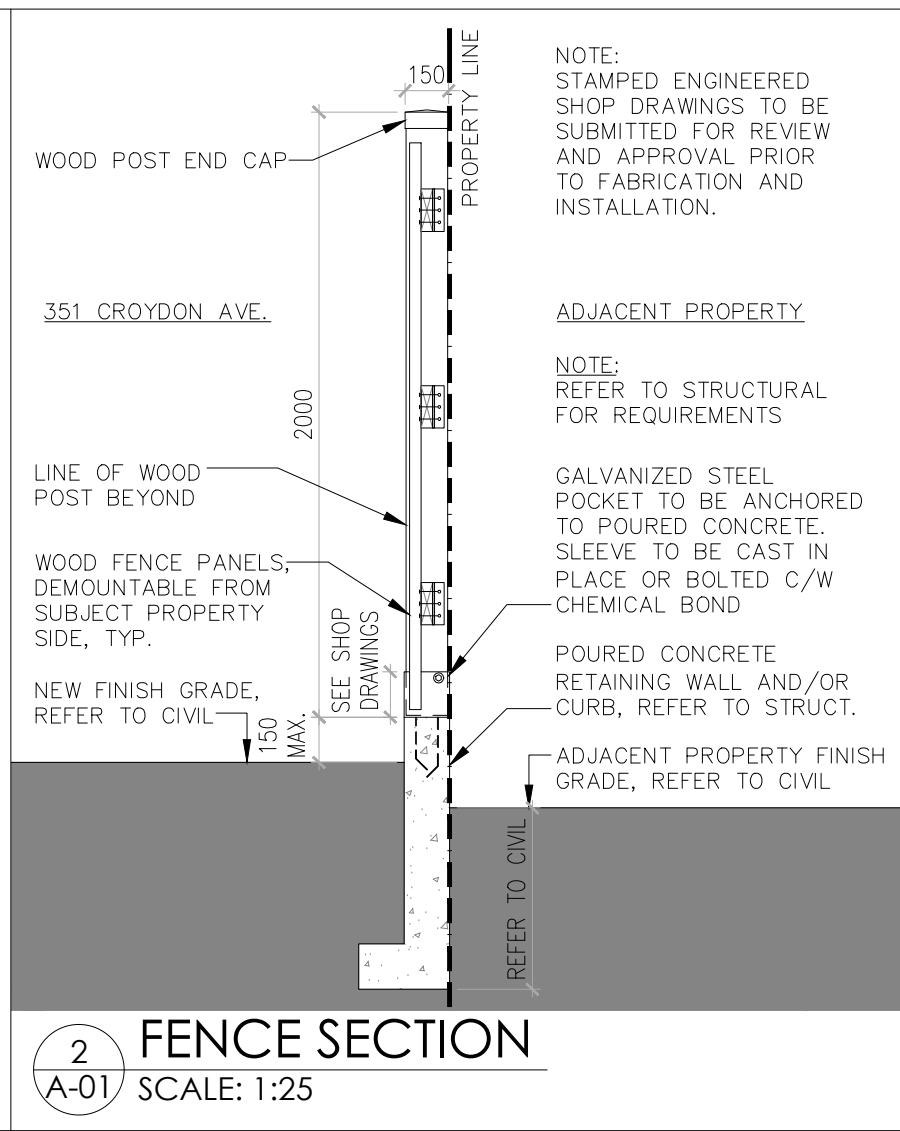 150
PROPERTY LINE
NOTE:
STAMPED ENGINEERED
SHOP DRAWINGS TO BE
SUBMITTED FOR REVIEW
AND APPROVAL PRIOR
TO FABRICATION AND
INSTALLATION.
WOOD POST END CAP
351 CROYDON AVE.
ADJACENT PROPERTY
NOTE:
REFER TO STRUCTURAL
FOR REQUIREMENTS
2000
LINE OF WOOD
POST BEYOND
GALVANIZED STEEL
POCKET TO BE ANCHORED
TO POURED CONCRETE.
SLEEVE TO BE CAST IN
PLACE OR BOLTED C/W
CHEMICAL BOND
WOOD FENCE PANELS,
DEMOUNTABLE FROM
SUBJECT PROPERTY
SIDE, TYP.
SEE SHOP
DRAWINGS
POURED CONCRETE
RETAINING WALL AND/OR
CURB, REFER TO STRUCT.
NEW FINISH GRADE,
REFER TO CIVIL
150
MAX.
ADJACENT PROPERTY FINISH
GRADE, REFER TO CIVIL
REFER TO CIVIL
2
A-01
FENCE SECTION
SCALE: 1:25